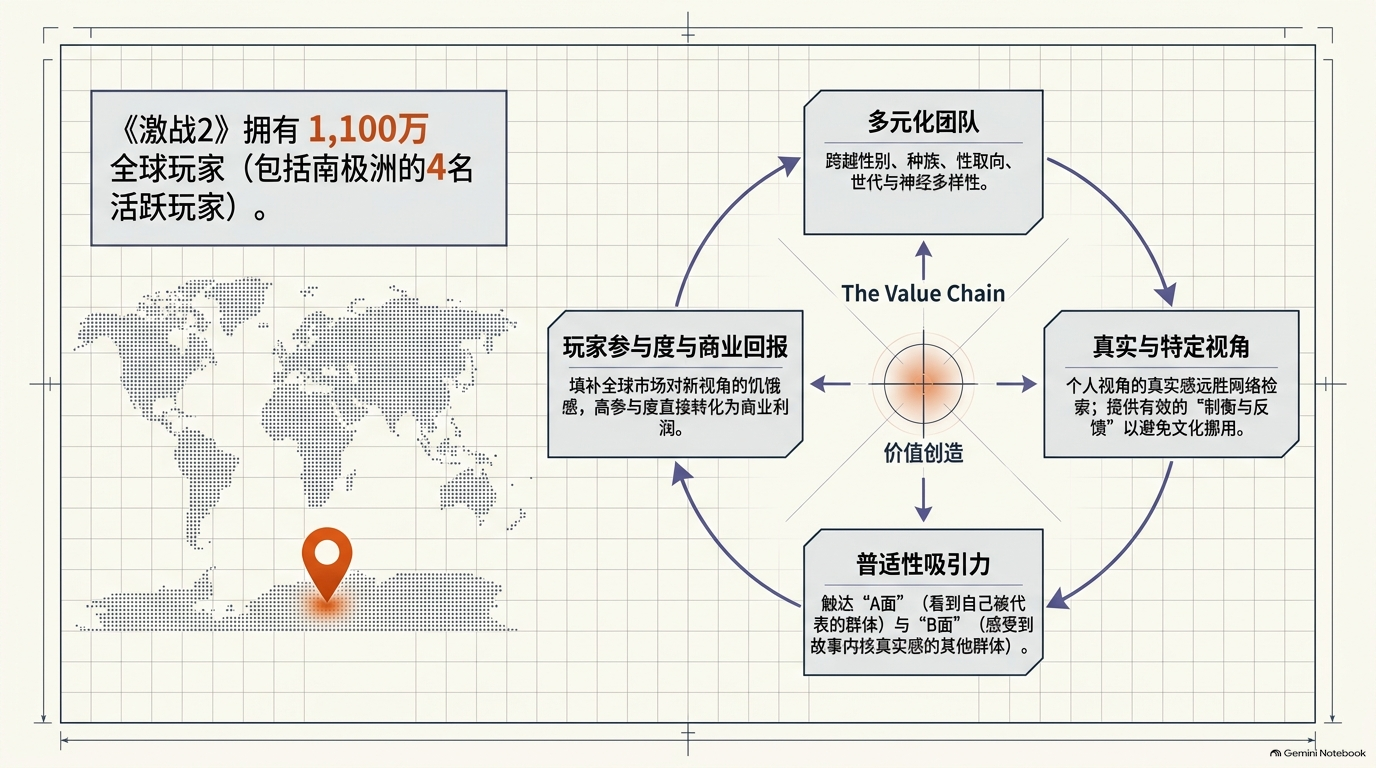 《激战2》拥有 1,100万
全球玩家（包括南极洲的4名
活跃玩家）。
多元化团队
跨越性别、种族、性取向、
世代与神经多样性。
The Value Chain
玩家参与度与商业回报
填补全球市场对新视角的饥饿
感，高参与度直接转化为商业利
润。
真实与特定视角
个人视角的真实感远胜网络检
索；提供有效的“制衡与反
馈”以避免文化挪用。
价值创造
普适性吸引力
触达“A面”（看到自己被代
表的群体）与“B面”（感受到
故事内核真实感的其他群体）。
Gemini Notebook